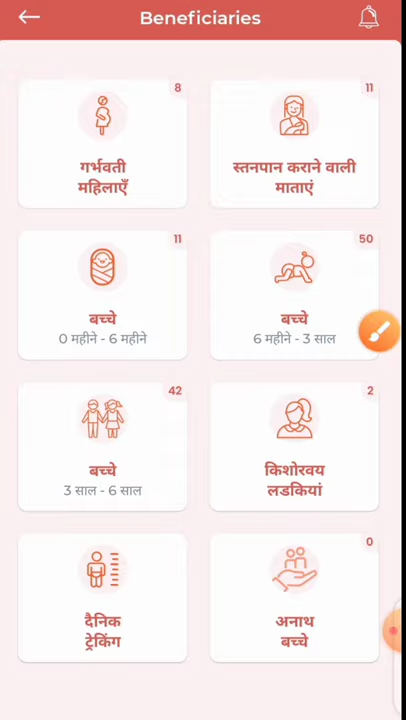 Beneficiaries
8
गर्भवती
महिलाएँ
11
स्तनपान कराने वाली
माताएं
11
बच्चे
0 महीने - 6 महीने
50
बच्चे
6 महीने - 3 साल
42
बच्चे
3 साल - 6 साल
2
किशोरवय
लडकियां
दैनिक
ट्रेकिंग
0
अनाथ
बच्चे